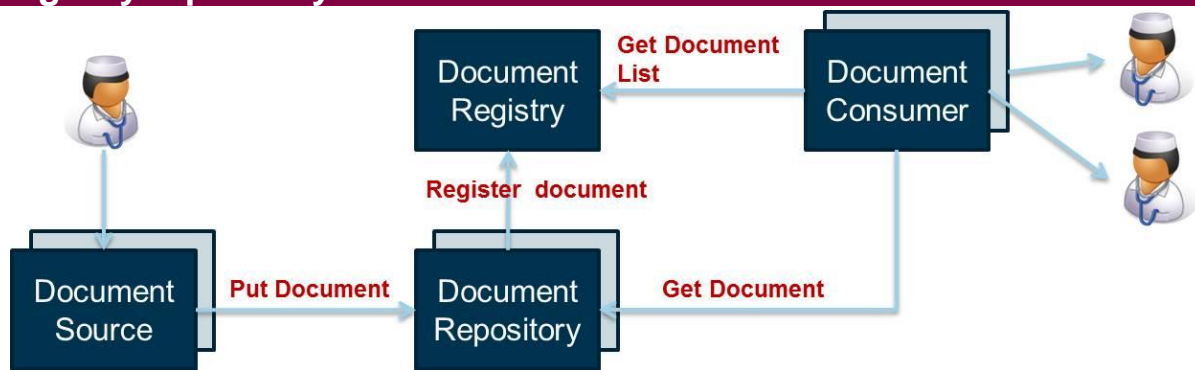 Get Document
List
Document
Registry
Document
Consumer
Register document
Document
Source
Put Document
Document
Repository
Get Document